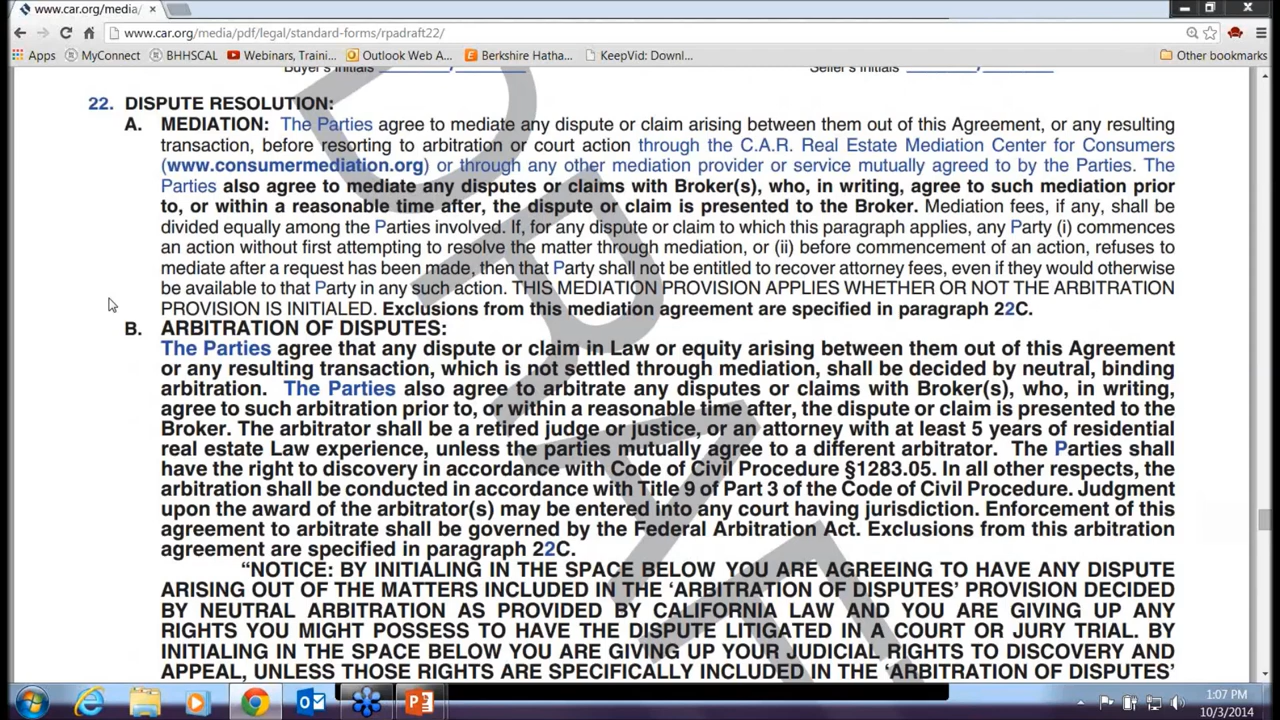 www.car.org/media/
www.car.org/media/pdf/legal/standard-forms/rpadraft22/
Apps MyConnect BHHSCAL Webinars, Traini... Outlook Web A... Berkshire Hatha... KeepVid: Downl... Other bookmarks
Buyer's Initials Seller's Initials
22. DISPUTE RESOLUTION:
A. MEDIATION: The Parties agree to mediate any dispute or claim arising between them out of this Agreement, or any resulting
transaction, before resorting to arbitration or court action through the C.A.R. Real Estate Mediation Center for Consumers
(www.consumermediation.org) or through any other mediation provider or service mutually agreed to by the Parties. The
Parties also agree to mediate any disputes or claims with Broker(s), who, in writing, agree to such mediation prior
to, or within a reasonable time after, the dispute or claim is presented to the Broker. Mediation fees, if any, shall be
divided equally among the Parties involved. If, for any dispute or claim to which this paragraph applies, any Party (i) commences
an action without first attempting to resolve the matter through mediation, or (ii) before commencement of an action, refuses to
mediate after a request has been made, then that Party shall not be entitled to recover attorney fees, even if they would otherwise
be available to that Party in any such action. THIS MEDIATION PROVISION APPLIES WHETHER OR NOT THE ARBITRATION
PROVISION IS INITIALED. Exclusions from this mediation agreement are specified in paragraph 22C.
B. ARBITRATION OF DISPUTES:
The Parties agree that any dispute or claim in Law or equity arising between them out of this Agreement
or any resulting transaction, which is not settled through mediation, shall be decided by neutral, binding
arbitration. The Parties also agree to arbitrate any disputes or claims with Broker(s), who, in writing,
agree to such arbitration prior to, or within a reasonable time after, the dispute or claim is presented to the
Broker. The arbitrator shall be a retired judge or justice, or an attorney with at least 5 years of residential
real estate Law experience, unless the parties mutually agree to a different arbitrator. The Parties shall
have the right to discovery in accordance with Code of Civil Procedure §1283.05. In all other respects, the
arbitration shall be conducted in accordance with Title 9 of Part 3 of the Code of Civil Procedure. Judgment
upon the award of the arbitrator(s) may be entered into any court having jurisdiction. Enforcement of this
agreement to arbitrate shall be governed by the Federal Arbitration Act. Exclusions from this arbitration
agreement are specified in paragraph 22C.
“NOTICE: BY INITIALING IN THE SPACE BELOW YOU ARE AGREEING TO HAVE ANY DISPUTE
ARISING OUT OF THE MATTERS INCLUDED IN THE ‘ARBITRATION OF DISPUTES’ PROVISION DECIDED
BY NEUTRAL ARBITRATION AS PROVIDED BY CALIFORNIA LAW AND YOU ARE GIVING UP ANY
RIGHTS YOU MIGHT POSSESS TO HAVE THE DISPUTE LITIGATED IN A COURT OR JURY TRIAL. BY
INITIALING IN THE SPACE BELOW YOU ARE GIVING UP YOUR JUDICIAL RIGHTS TO DISCOVERY AND
APPEAL, UNLESS THOSE RIGHTS ARE SPECIFICALLY INCLUDED IN THE ‘ARBITRATION OF DISPUTES’
DRAFT
1:07 PM
10/3/2014